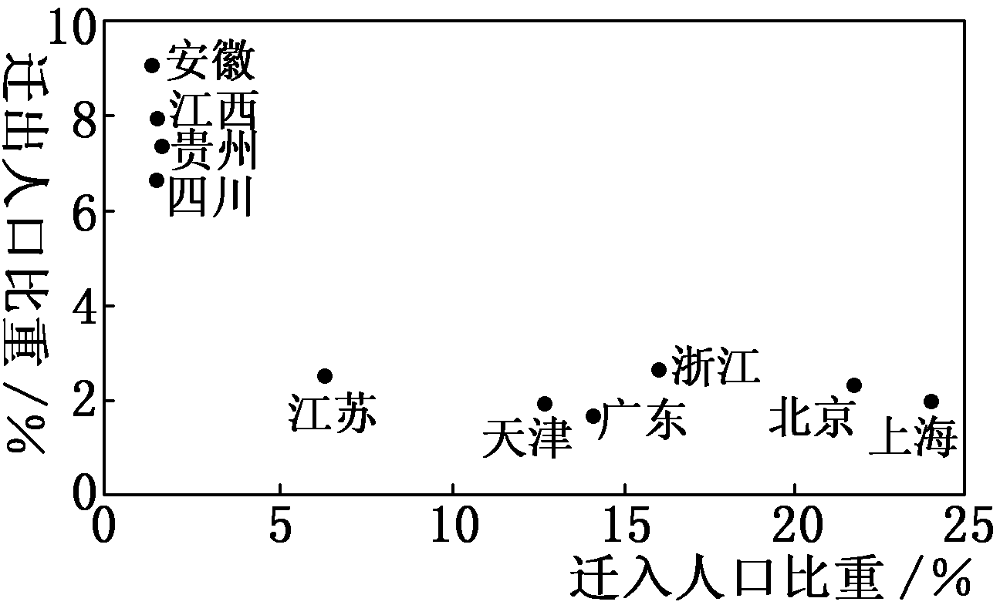 迁出人口比重/%
10
8
6
4
2
0
安徽
江西
贵州
四川
江苏
天津
广东
浙江
北京
上海
0 5 10 15 20 25
迁入人口比重/%